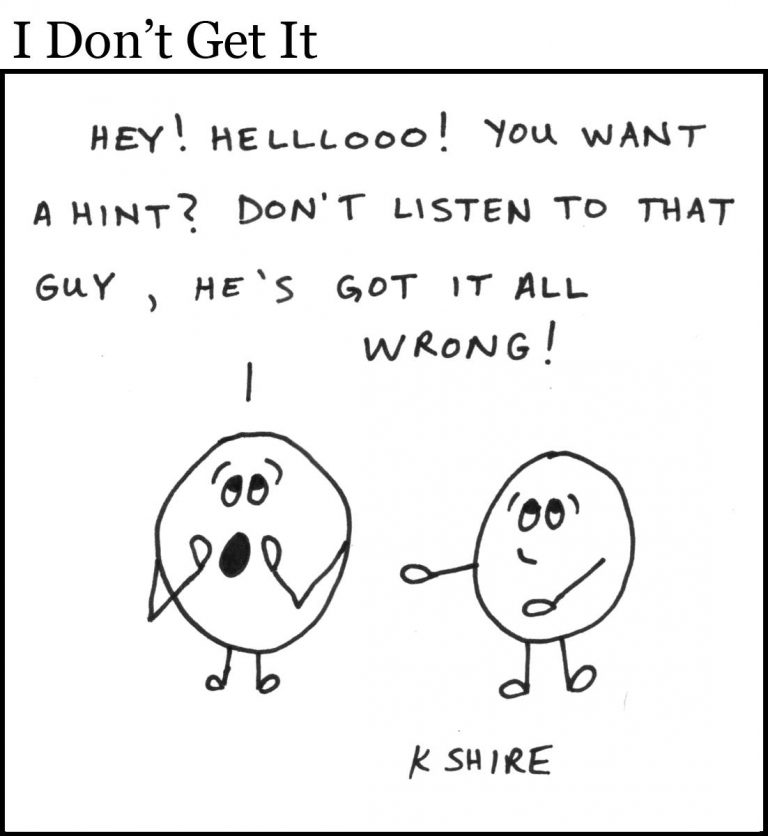 I Don’t Get It
HEY! HELLLOOO! YOU WANT
A HINT? DON'T LISTEN TO THAT
GUY, HE'S GOT IT ALL
WRONG!
K SHIRE